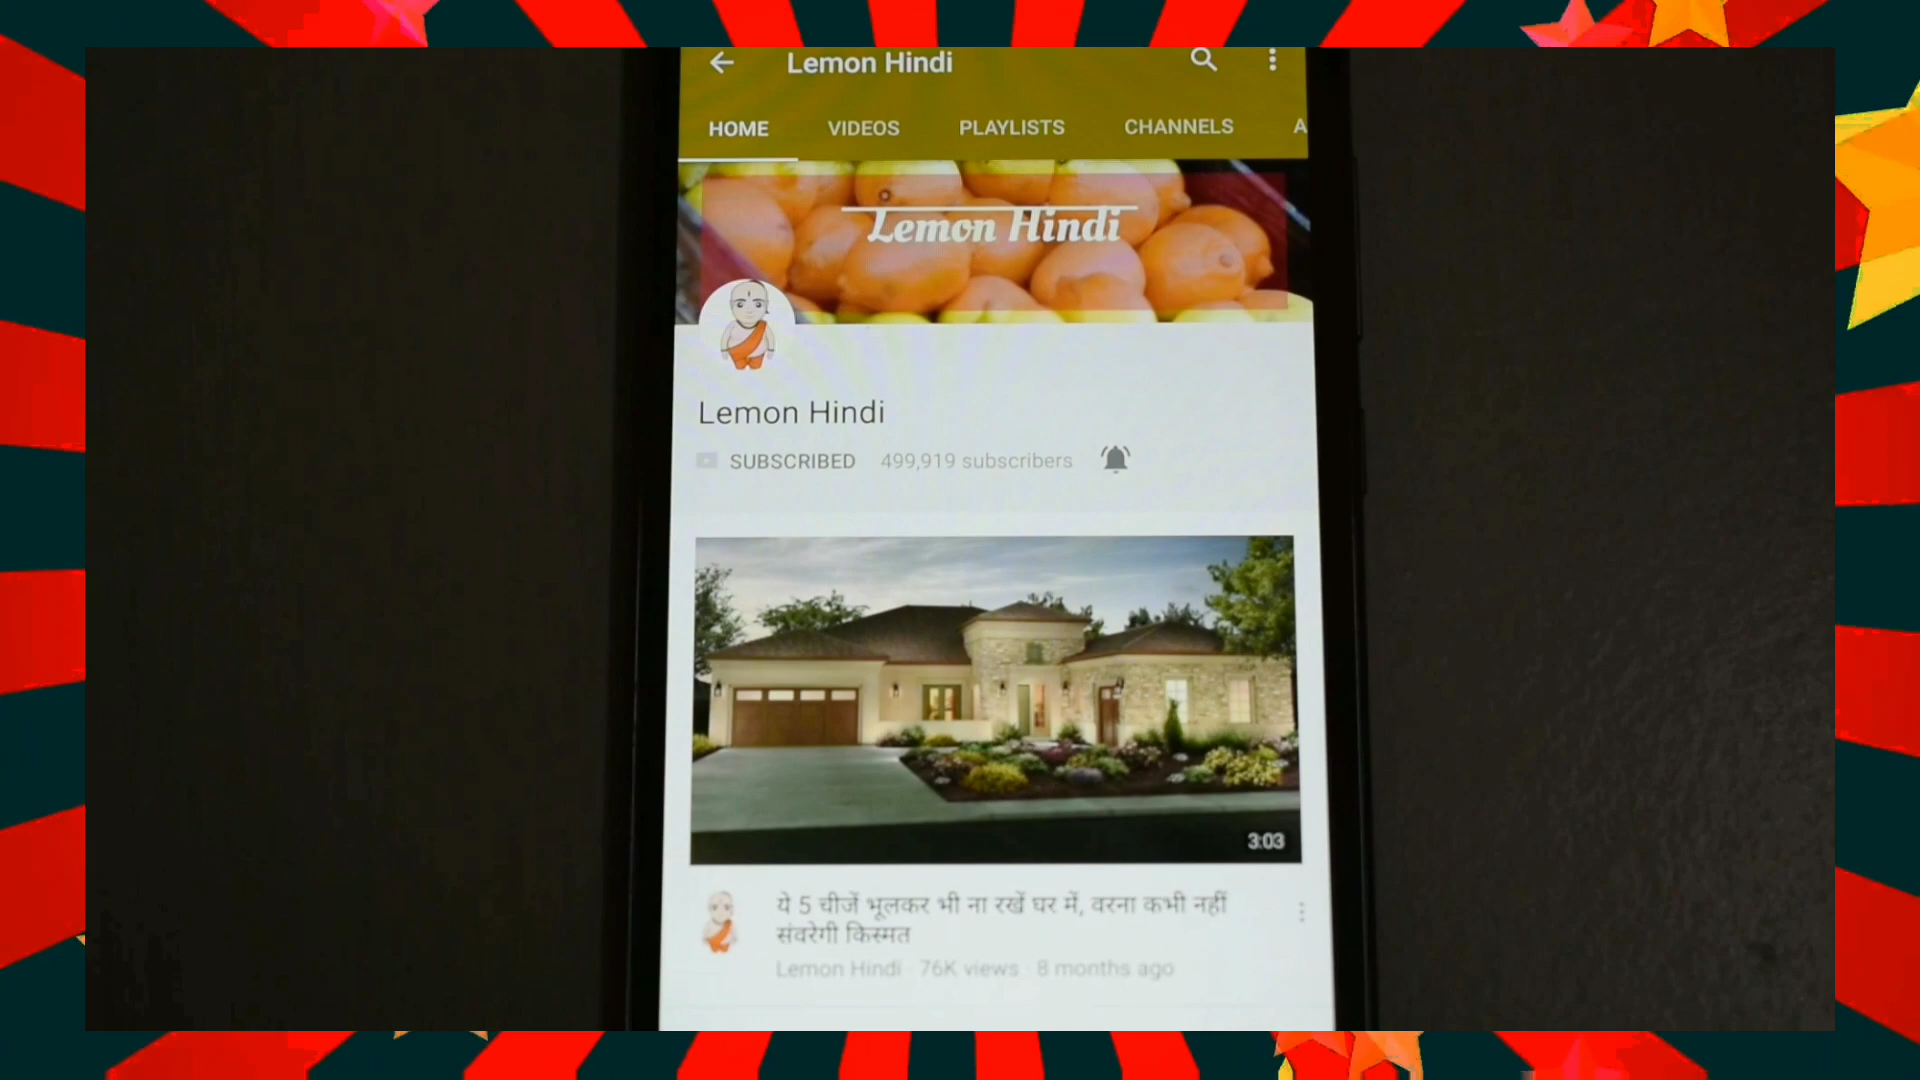 Lemon Hindi
HOME VIDEOS PLAYLISTS CHANNELS A
Lemon Hindi
Lemon Hindi
SUBSCRIBED 499,919 subscribers
3:03
ये 5 चीजें भूलकर भी ना रखें घर में, वरना कभी नहीं
संवरेगी किस्मत
Lemon Hindi · 76K views · 8 months ago